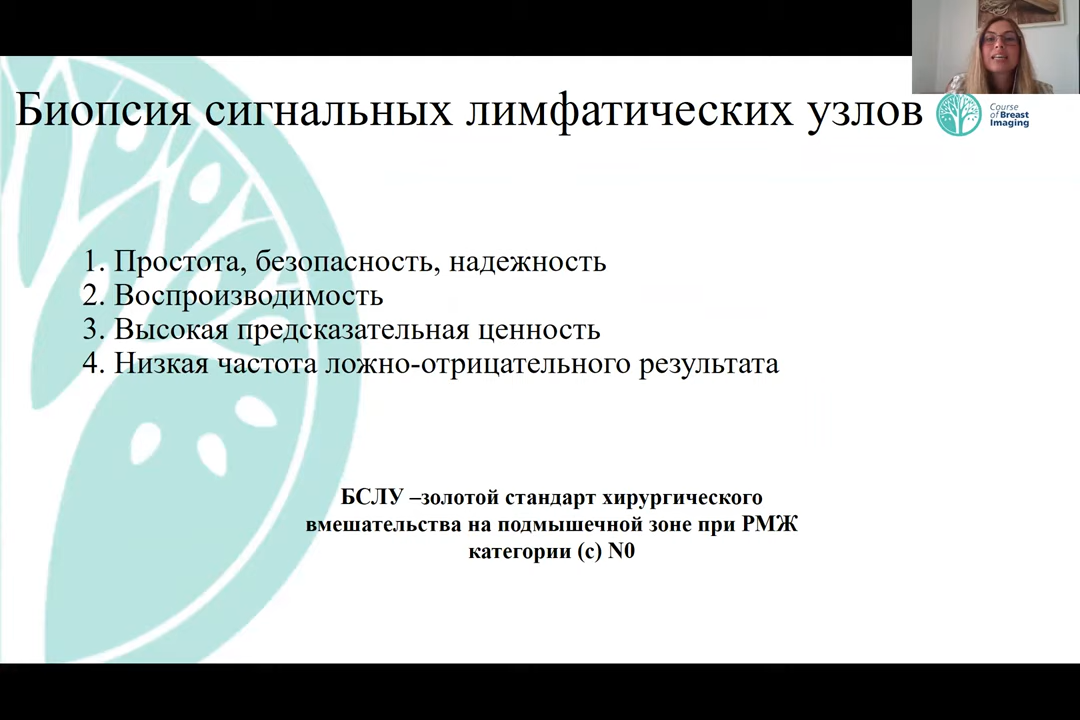 Биопсия сигнальных лимфатических узлов
Course
of Breast
Imaging
1. Простота, безопасность, надежность
2. Воспроизводимость
3. Высокая предсказательная ценность
4. Низкая частота ложно-отрицательного результата
БСЛУ –золотой стандарт хирургического
вмешательства на подмышечной зоне при РМЖ
категории (с) N0